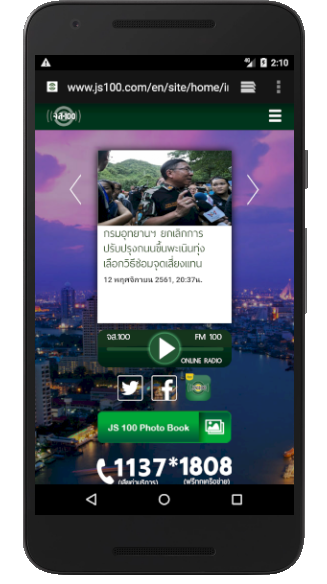 2:10
www.js100.com/en/site/home/i
จส.100
กรมอุทยานฯ ยกเลิกการ
ปรับปรุงถนนขึ้นพะเนินทุ่ง
เลือกวิธีซ่อมจุดเสี่ยงแทน
12 พฤศจิกายน 2561, 20:37น.
จส.100 FM 100
ONLINE RADIO
JS 100 Photo Book
1137*1808
(เสียค่าบริการ) (ฟรีทุกเครือข่าย)